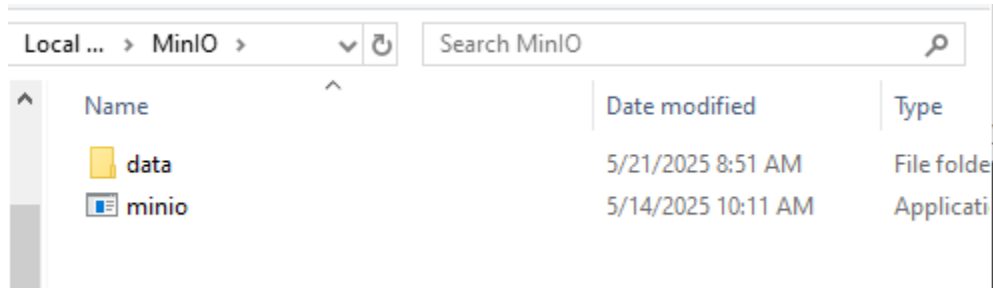 Local ... > MinIO >
Search MinIO
Name
Date modified
Type
data
5/21/2025 8:51 AM
File folde
minio
5/14/2025 10:11 AM
Applicati